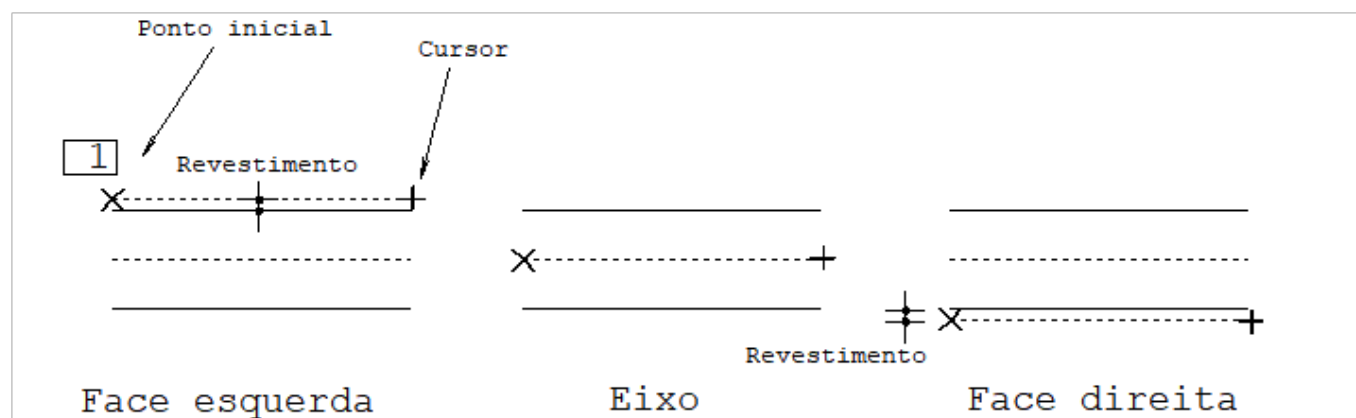 Ponto inicial
Cursor
1
Revestimento
Revestimento
Face esquerda
Eixo
Face direita